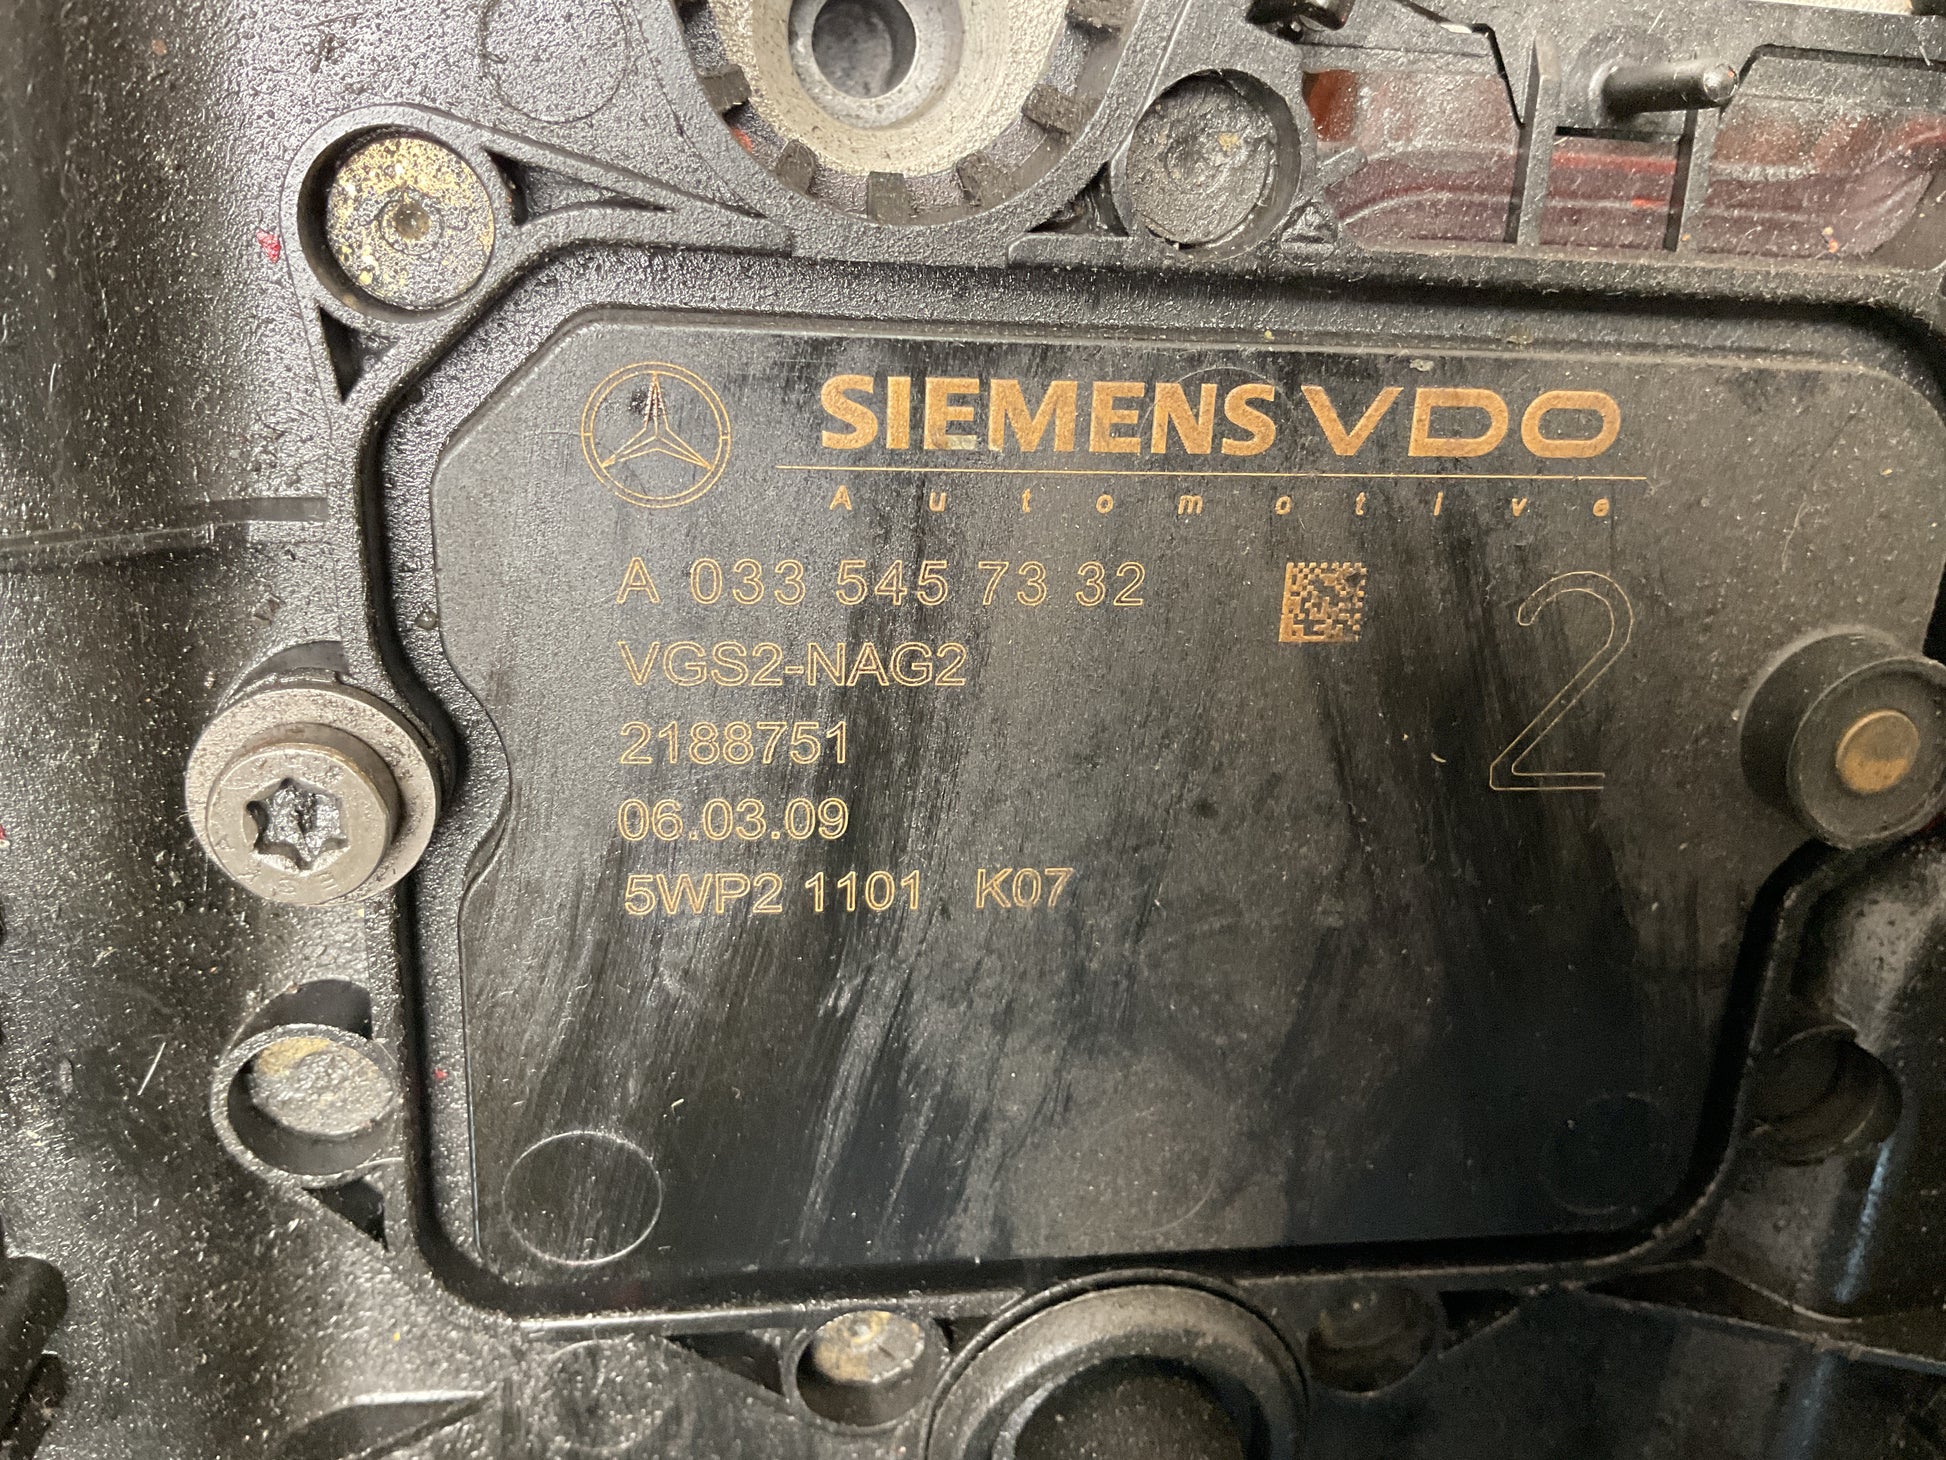 SIEMENS VDO
Automotive
A 033 545 73 32
2
VGS2-NAG2
2188751
06.03.09
5WP2 1101 K07